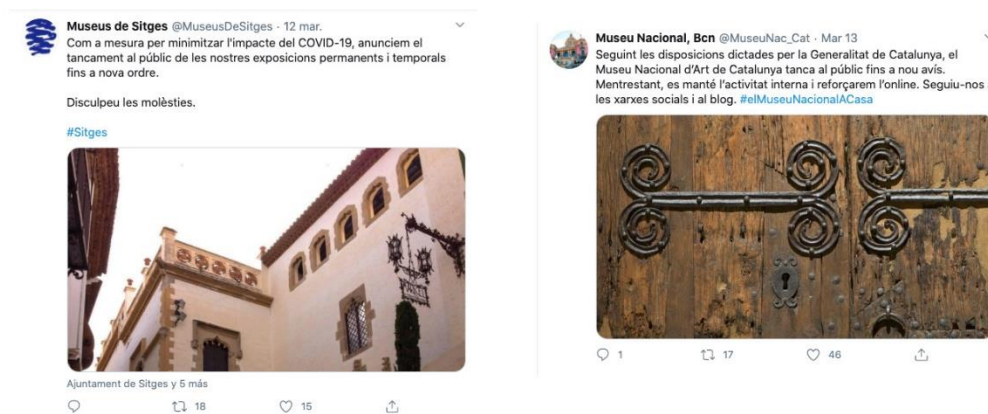 Museus de Sitges @MuseusDeSitges · 12 mar.
Com a mesura per minimitzar l'impacte del COVID-19, anunciem el
tancament al públic de les nostres exposicions permanents i temporals
fins a nova ordre.
Disculpeu les molèsties.
#Sitges
Ajuntament de Sitges y 5 más
18
15
Museu Nacional, Bcn @MuseuNac_Cat · Mar 13
Seguint les disposicions dictades per la Generalitat de Catalunya, el
Museu Nacional d'Art de Catalunya tanca al públic fins a nou avís.
Mentrestant, es manté l'activitat interna i reforçarem l'online. Seguiu-nos
les xarxes socials i al blog. #elMuseuNacionalACasa
1
17
46